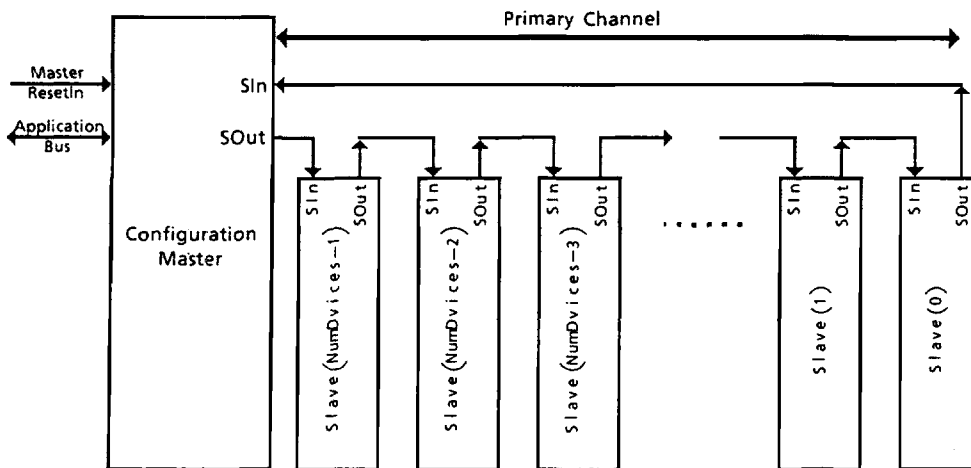 Primary Channel
Master
ResetIn
SIn
Application
Bus
SOut
Configuration
Master
SIn
SOut
Slave(NumDvices-1)
SIn
SOut
Slave(NumDvices-2)
SIn
SOut
Slave(NumDvices-3)
SIn
SOut
Slave(1)
SIn
SOut
Slave(0)